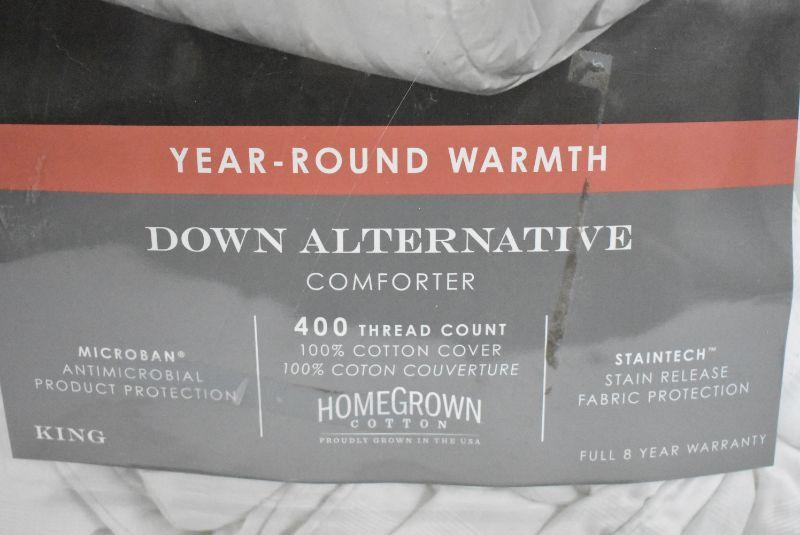 YEAR-ROUND WARMTH
DOWN ALTERNATIVE
COMFORTER
MICROBAN®
ANTIMICROBIAL
PRODUCT PROTECTION
KING
400 THREAD COUNT
100% COTTON COVER
100% COTON COUVERTURE
HOMEGROWN
COTTON
PROUDLY GROWN IN THE USA
STAINTECH™
STAIN RELEASE
FABRIC PROTECTION
FULL 8 YEAR WARRANTY